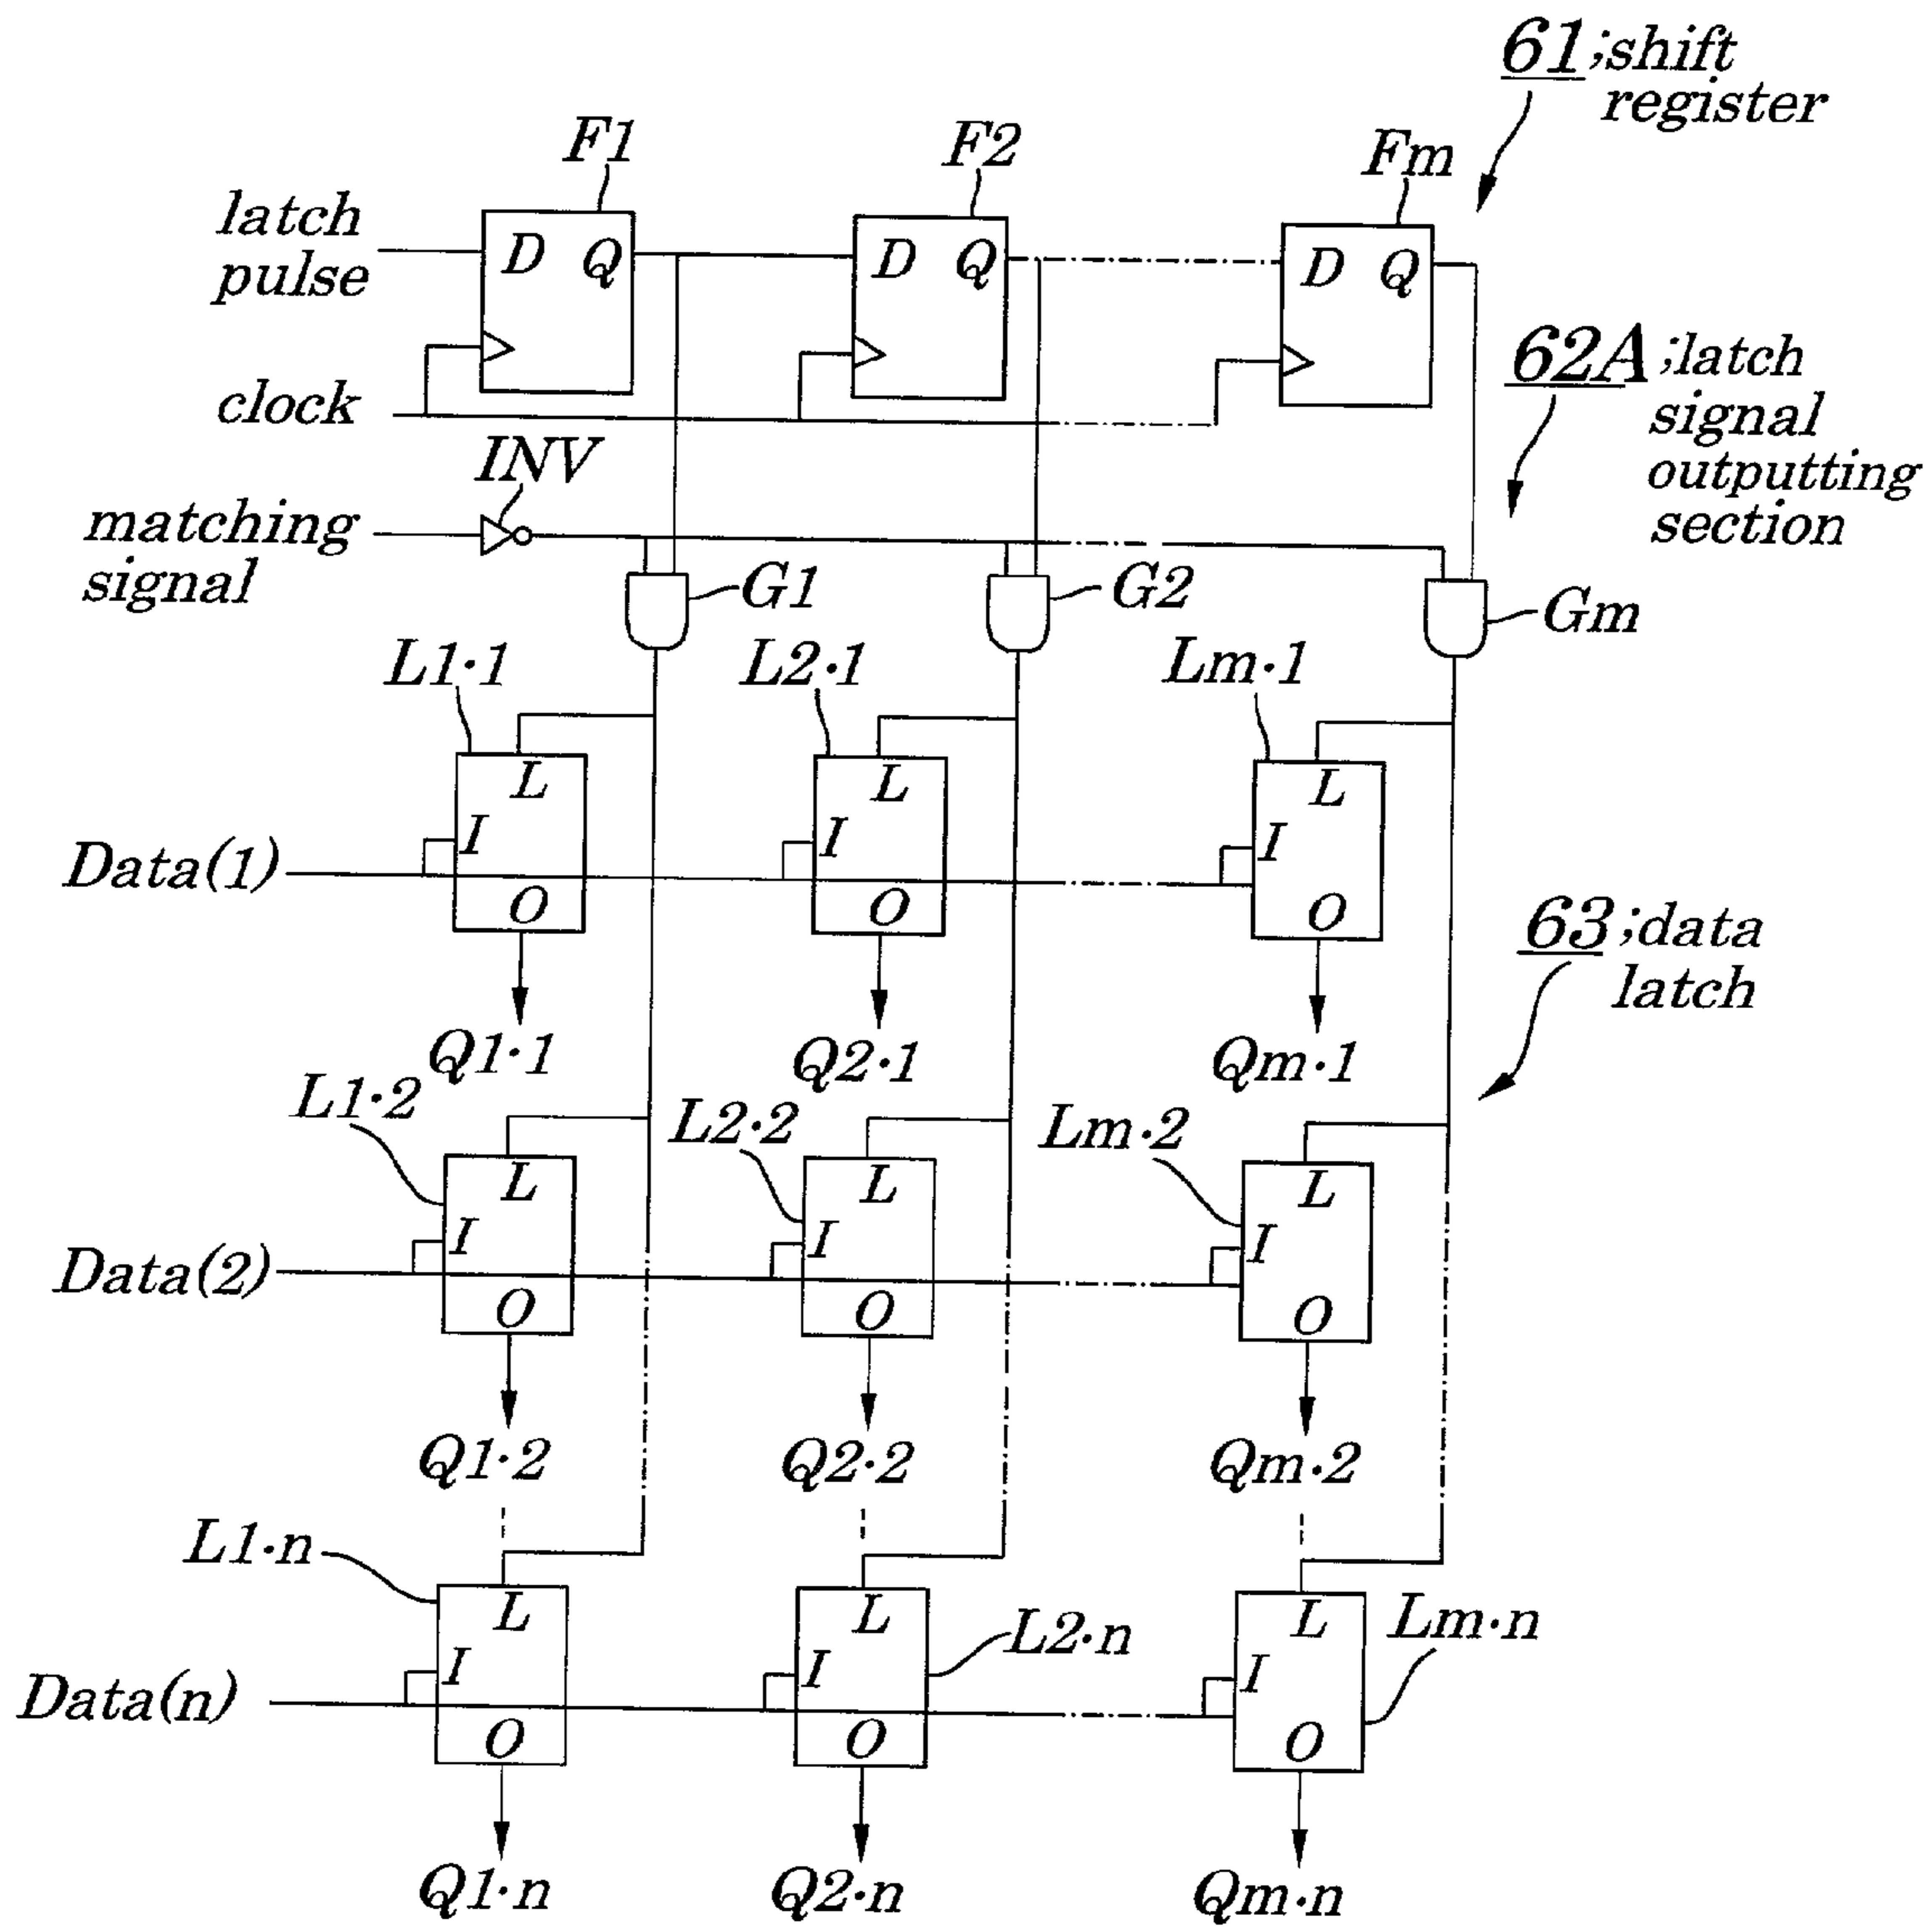 61 ;shift
register
F1
F2
Fm
latch
pulse
D Q
D Q
D Q
62A ;latch
signal
outputting
section
clock
INV
matching
signal
G1
G2
Gm
L1·1
L2·1
Lm·1
L
L
L
I
I
I
Data(1)
O
O
O
63 ;data
latch
Q1·1
Q2·1
Qm·1
L1·2
L2·2
Lm·2
L
L
L
I
I
I
Data(2)
O
O
O
Q1·2
Q2·2
Qm·2
L1·n
L
L
L
L2·n
Lm·n
I
I
I
Data(n)
O
O
O
Q1·n
Q2·n
Qm·n